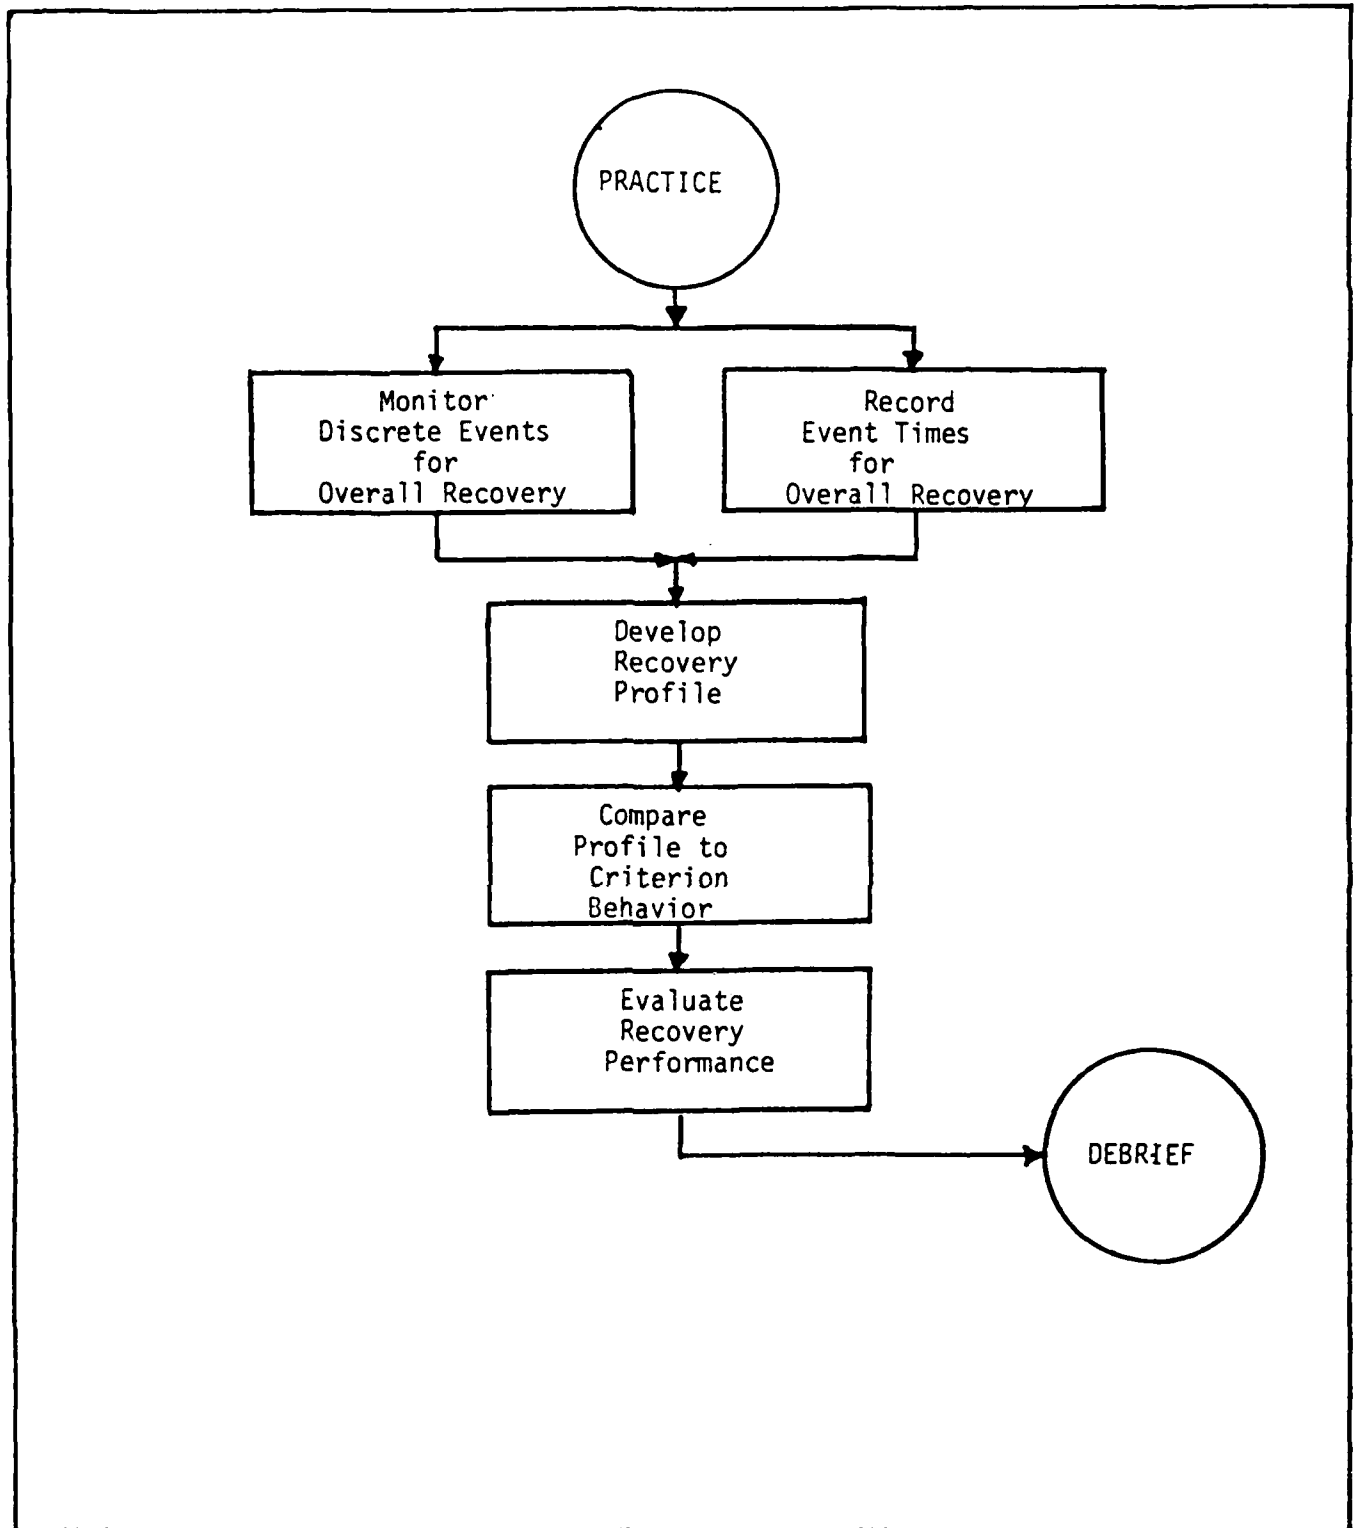 PRACTICE
Monitor
Discrete Events
for
Overall Recovery
Record
Event Times
for
Overall Recovery
Develop
Recovery
Profile
Compare
Profile to
Criterion
Behavior
Evaluate
Recovery
Performance
DEBRIEF